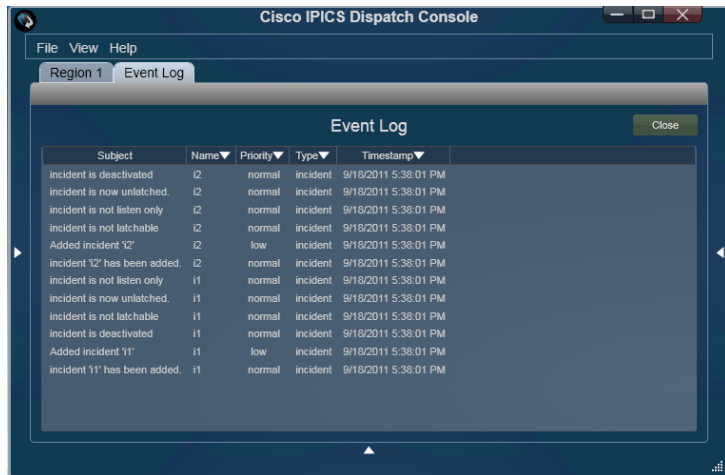 Cisco IPICS Dispatch Console
File View Help
Region 1 Event Log
Event Log Close
Subject Name Priority Type Timestamp
incident is deactivated i2 normal incident 9/18/2011 5:38:01 PM
incident is now unlatched. i2 normal incident 9/18/2011 5:38:01 PM
incident is not listen only i2 normal incident 9/18/2011 5:38:01 PM
incident is not latchable i2 normal incident 9/18/2011 5:38:01 PM
Added incident 'i2' i2 low incident 9/18/2011 5:38:01 PM
incident 'i2' has been added. i2 normal incident 9/18/2011 5:38:01 PM
incident is not listen only i1 normal incident 9/18/2011 5:38:01 PM
incident is now unlatched. i1 normal incident 9/18/2011 5:38:01 PM
incident is not latchable i1 normal incident 9/18/2011 5:38:01 PM
incident is deactivated i1 normal incident 9/18/2011 5:38:01 PM
Added incident 'i1' i1 low incident 9/18/2011 5:38:01 PM
incident 'i1' has been added. i1 normal incident 9/18/2011 5:38:01 PM